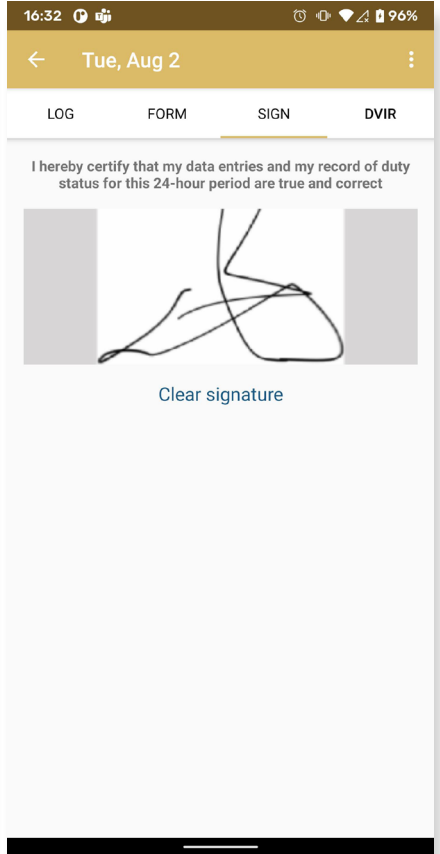 16:32 96%
Tue, Aug 2
LOG FORM SIGN DVIR
I hereby certify that my data entries and my record of duty
status for this 24-hour period are true and correct
Clear signature